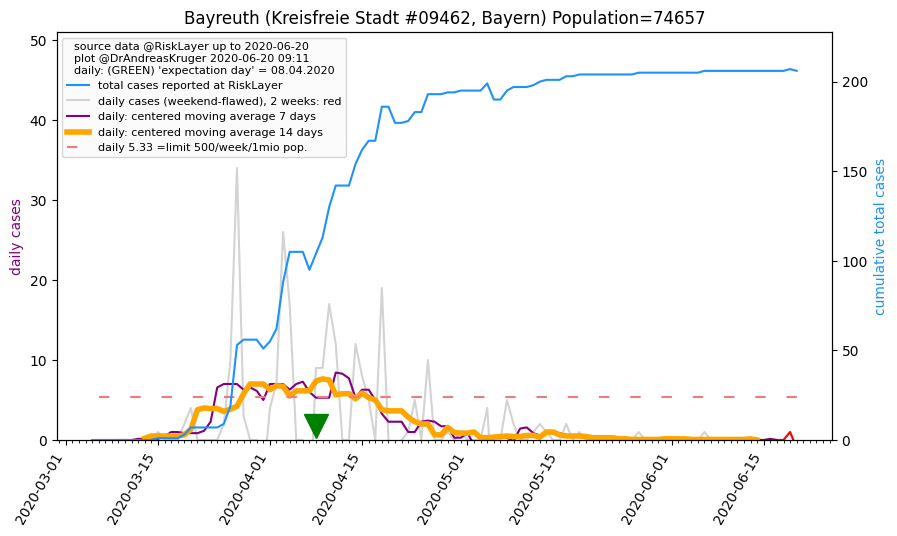 Bayreuth (Kreisfreie Stadt #09462, Bayern) Population=74657
source data @RiskLayer up to 2020-06-20
plot @DrAndreasKruger 2020-06-20 09:11
daily: (GREEN) 'expectation day' = 08.04.2020
total cases reported at RiskLayer
daily cases (weekend-flawed), 2 weeks: red
daily: centered moving average 7 days
daily: centered moving average 14 days
daily 5.33 =limit 500/week/1mio pop.
daily cases
50
40
30
20
10
0
cumulative total cases
200
150
100
50
0
2020-03-01
2020-03-15
2020-04-01
2020-04-15
2020-05-01
2020-05-15
2020-06-01
2020-06-15